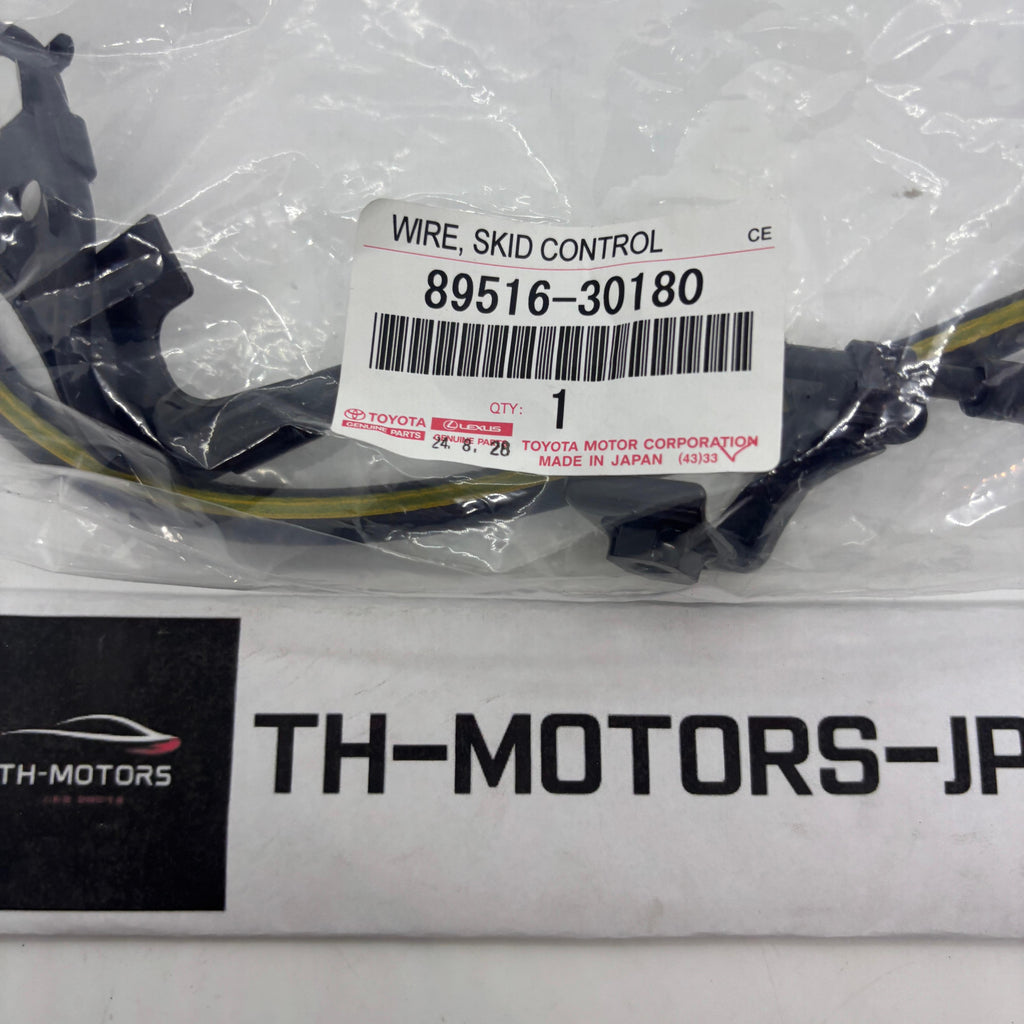 WIRE, SKID CONTROL
CE
89516-30180
QTY: 1
TOYOTA
GENUINE PARTS
LEXUS
GENUINE PARTS
24. 8. 28
TOYOTA MOTOR CORPORATION
MADE IN JAPAN (43)33
TH-MOTORS
TH-MOTORS-JP